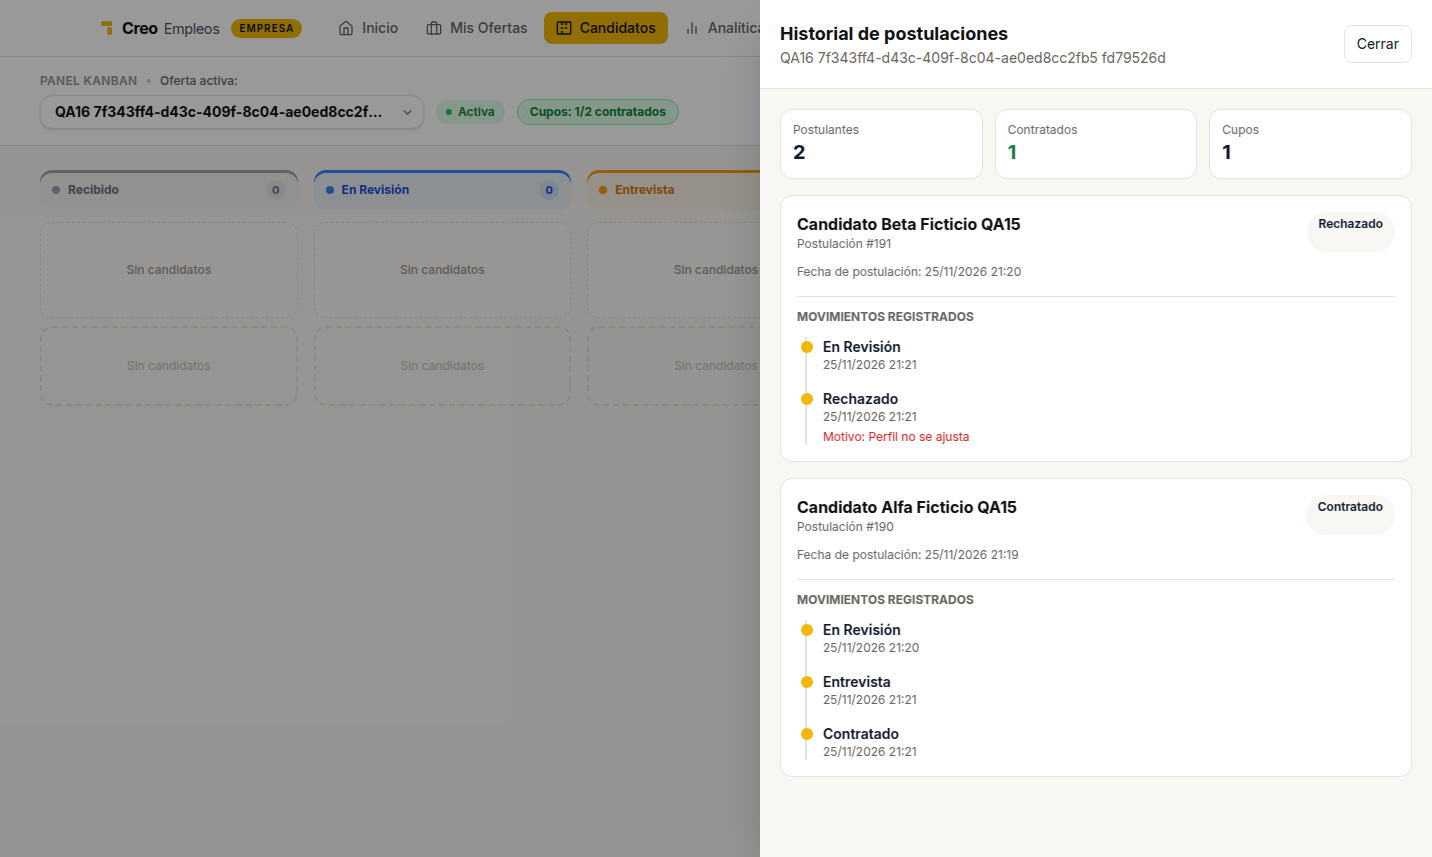 Creo Empleos EMPRESA Inicio Mis Ofertas Candidatos Analítica
PANEL KANBAN • Oferta activa:
QA16 7f343ff4-d43c-409f-8c04-ae0ed8cc2f... Activa Cupos: 1/2 contratados
Recibido 0 En Revisión 0 Entrevista
Sin candidatos Sin candidatos Sin candidatos
Sin candidatos Sin candidatos Sin candidatos
Historial de postulaciones
QA16 7f343ff4-d43c-409f-8c04-ae0ed8cc2fb5 fd79526d
Cerrar
Postulantes Contratados Cupos
2 1 1
Candidato Beta Ficticio QA15 Rechazado
Postulación #191
Fecha de postulación: 25/11/2026 21:20
MOVIMIENTOS REGISTRADOS
En Revisión
25/11/2026 21:21
Rechazado
25/11/2026 21:21
Motivo: Perfil no se ajusta
Candidato Alfa Ficticio QA15 Contratado
Postulación #190
Fecha de postulación: 25/11/2026 21:19
MOVIMIENTOS REGISTRADOS
En Revisión
25/11/2026 21:20
Entrevista
25/11/2026 21:21
Contratado
25/11/2026 21:21